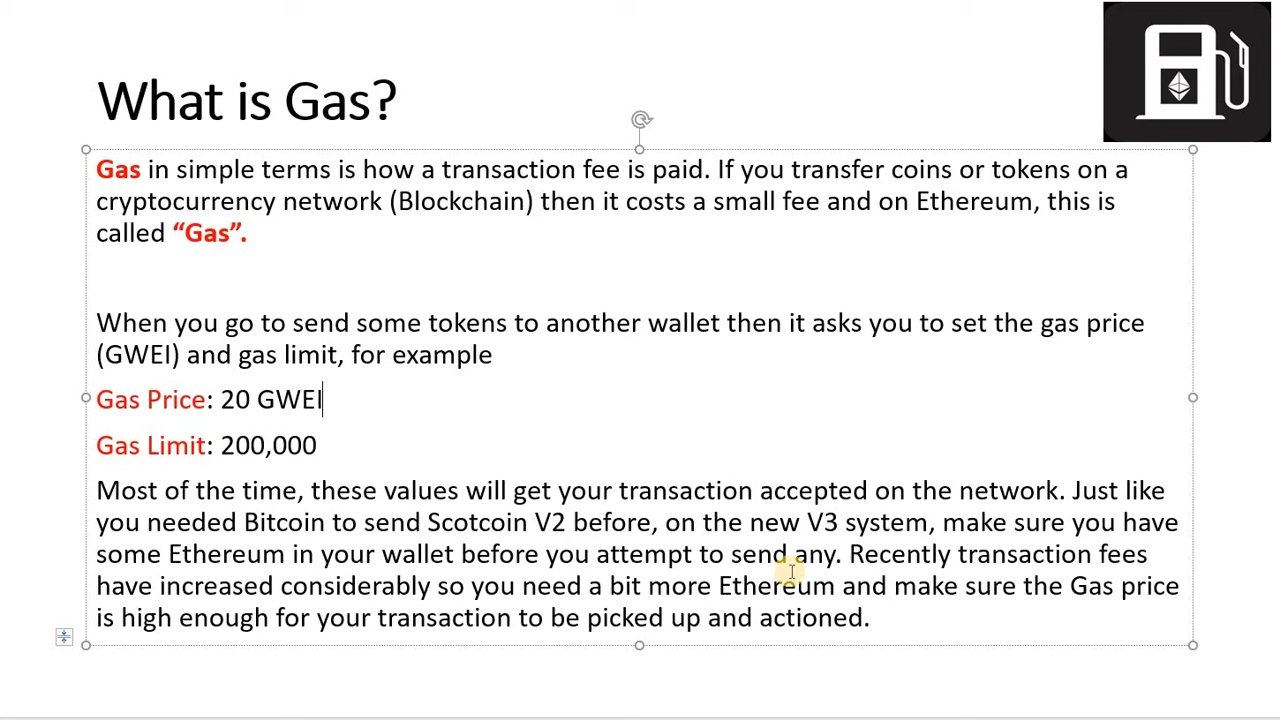 What is Gas?
Gas in simple terms is how a transaction fee is paid. If you transfer coins or tokens on a
cryptocurrency network (Blockchain) then it costs a small fee and on Ethereum, this is
called “Gas”.
When you go to send some tokens to another wallet then it asks you to set the gas price
(GWEI) and gas limit, for example
Gas Price: 20 GWEI
Gas Limit: 200,000
Most of the time, these values will get your transaction accepted on the network. Just like
you needed Bitcoin to send Scotcoin V2 before, on the new V3 system, make sure you have
some Ethereum in your wallet before you attempt to send any. Recently transaction fees
have increased considerably so you need a bit more Ethereum and make sure the Gas price
is high enough for your transaction to be picked up and actioned.